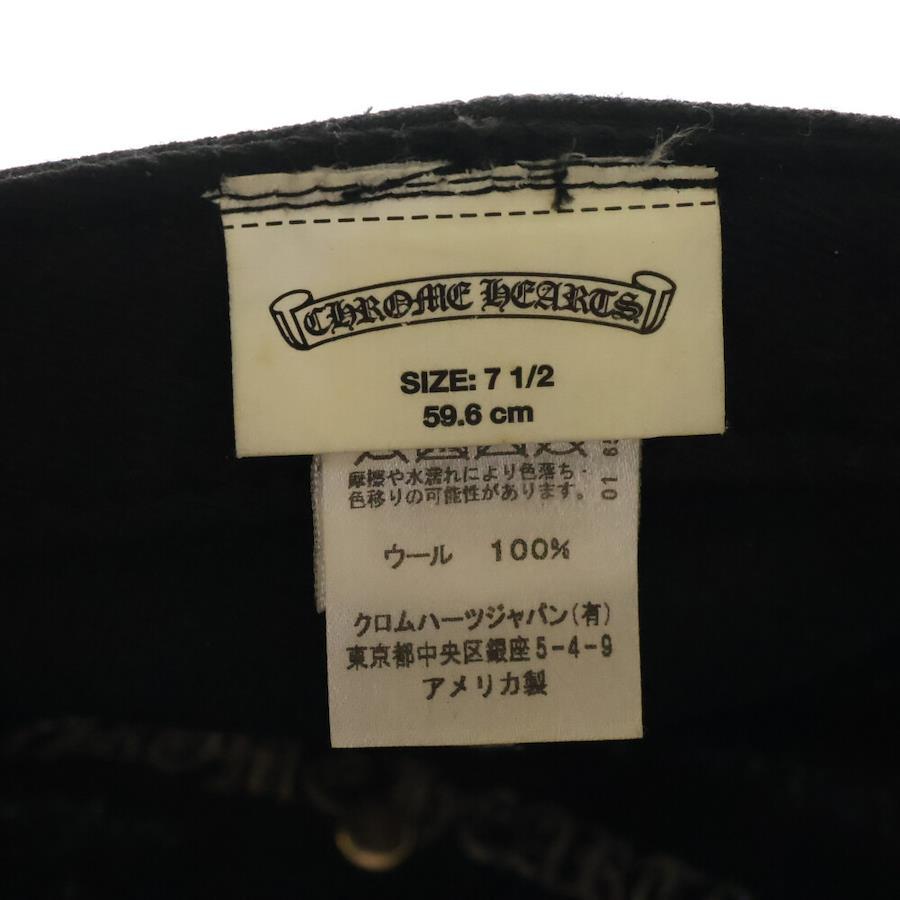 CHROME HEARTS
SIZE: 7 1/2
59.6 cm
摩擦や水濡れにより色落ち・
色移りの可能性があります。
01
ウール 100%
クロムハーツジャパン(有)
東京都中央区銀座5-4-9
アメリカ製